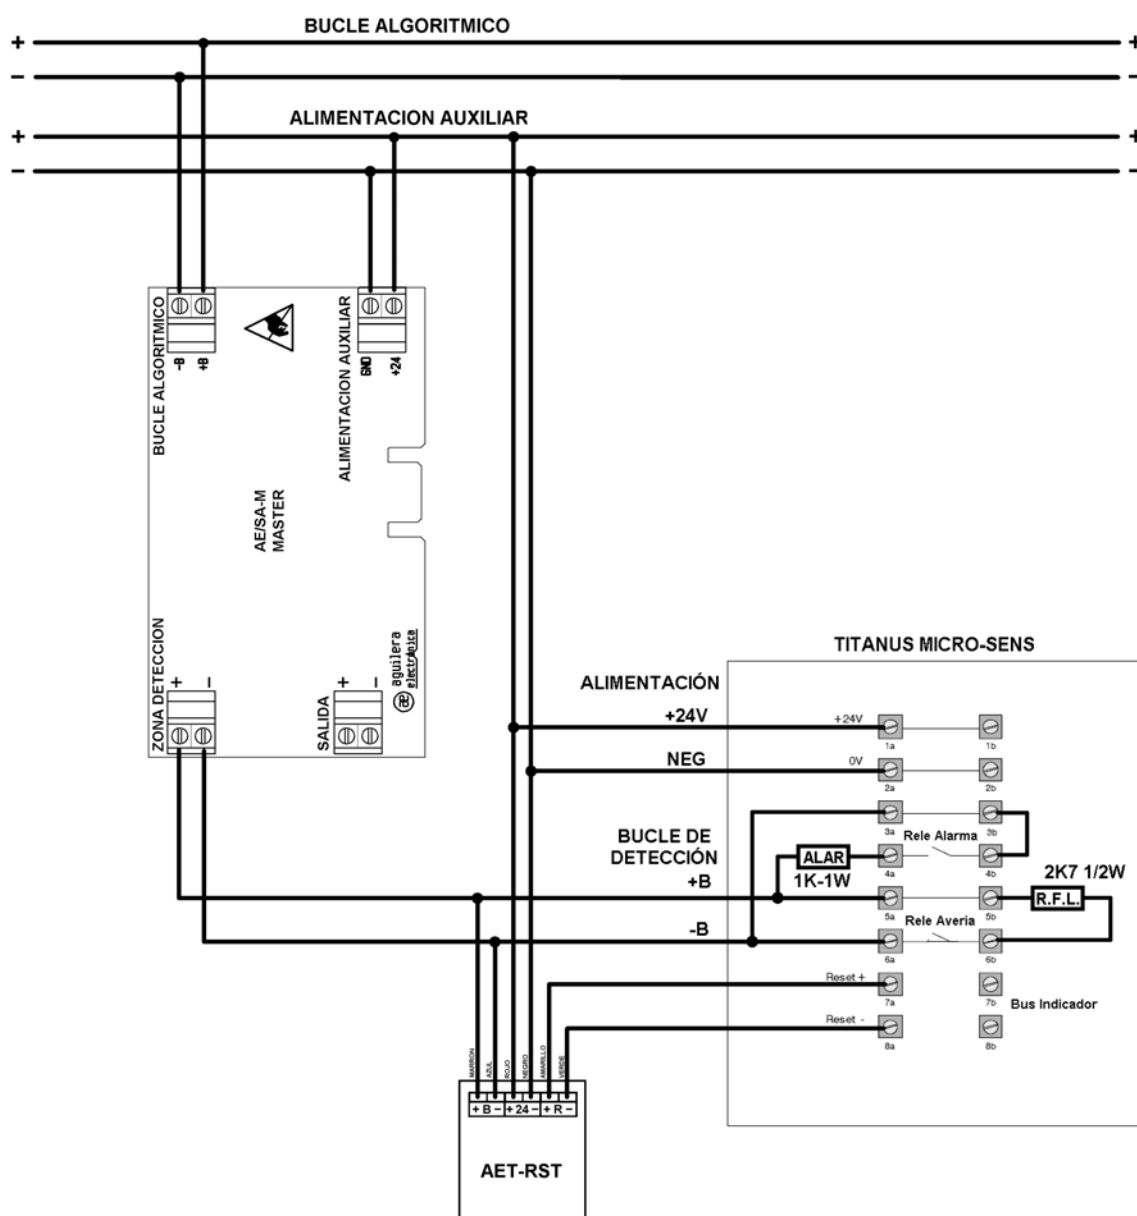 BUCLE ALGORITMICO
+ +
− −
ALIMENTACION AUXILIAR
+ +
− −
BUCLE ALGORITMICO
-B +B
ALIMENTACION AUXILIAR
GND +24
AE/SA-M
MASTER
ZONA DETECCION
+ −
SALIDA
+ −
aguilera
electrónica
ae
TITANUS MICRO-SENS
ALIMENTACIÓN
+24V
+24V
1a 1b
NEG
0V
2a 2b
BUCLE DE
DETECCIÓN
3a 3b
Rele Alarma
ALAR
1K-1W
4a 4b
2K7 1/2W
R.F.L.
+B
5a 5b
Rele Averia
-B
6a 6b
Reset +
7a 7b
Bus Indicador
Reset -
8a 8b
MARRON
AZUL
ROJO
NEGRO
AMARILLO
VERDE
+ B − + 24 − + R −
AET-RST